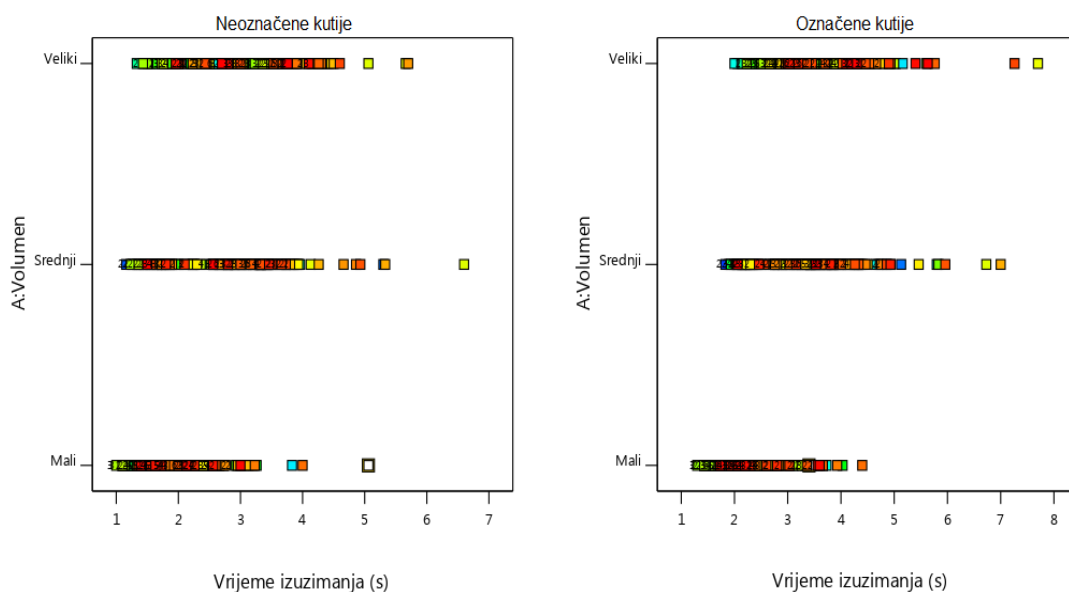 Neoznačene kutije
Veliki
Srednji
Mali
A:Volumen
1 2 3 4 5 6 7
Vrijeme izuzimanja (s)
Označene kutije
Veliki
Srednji
Mali
A:Volumen
1 2 3 4 5 6 7 8
Vrijeme izuzimanja (s)